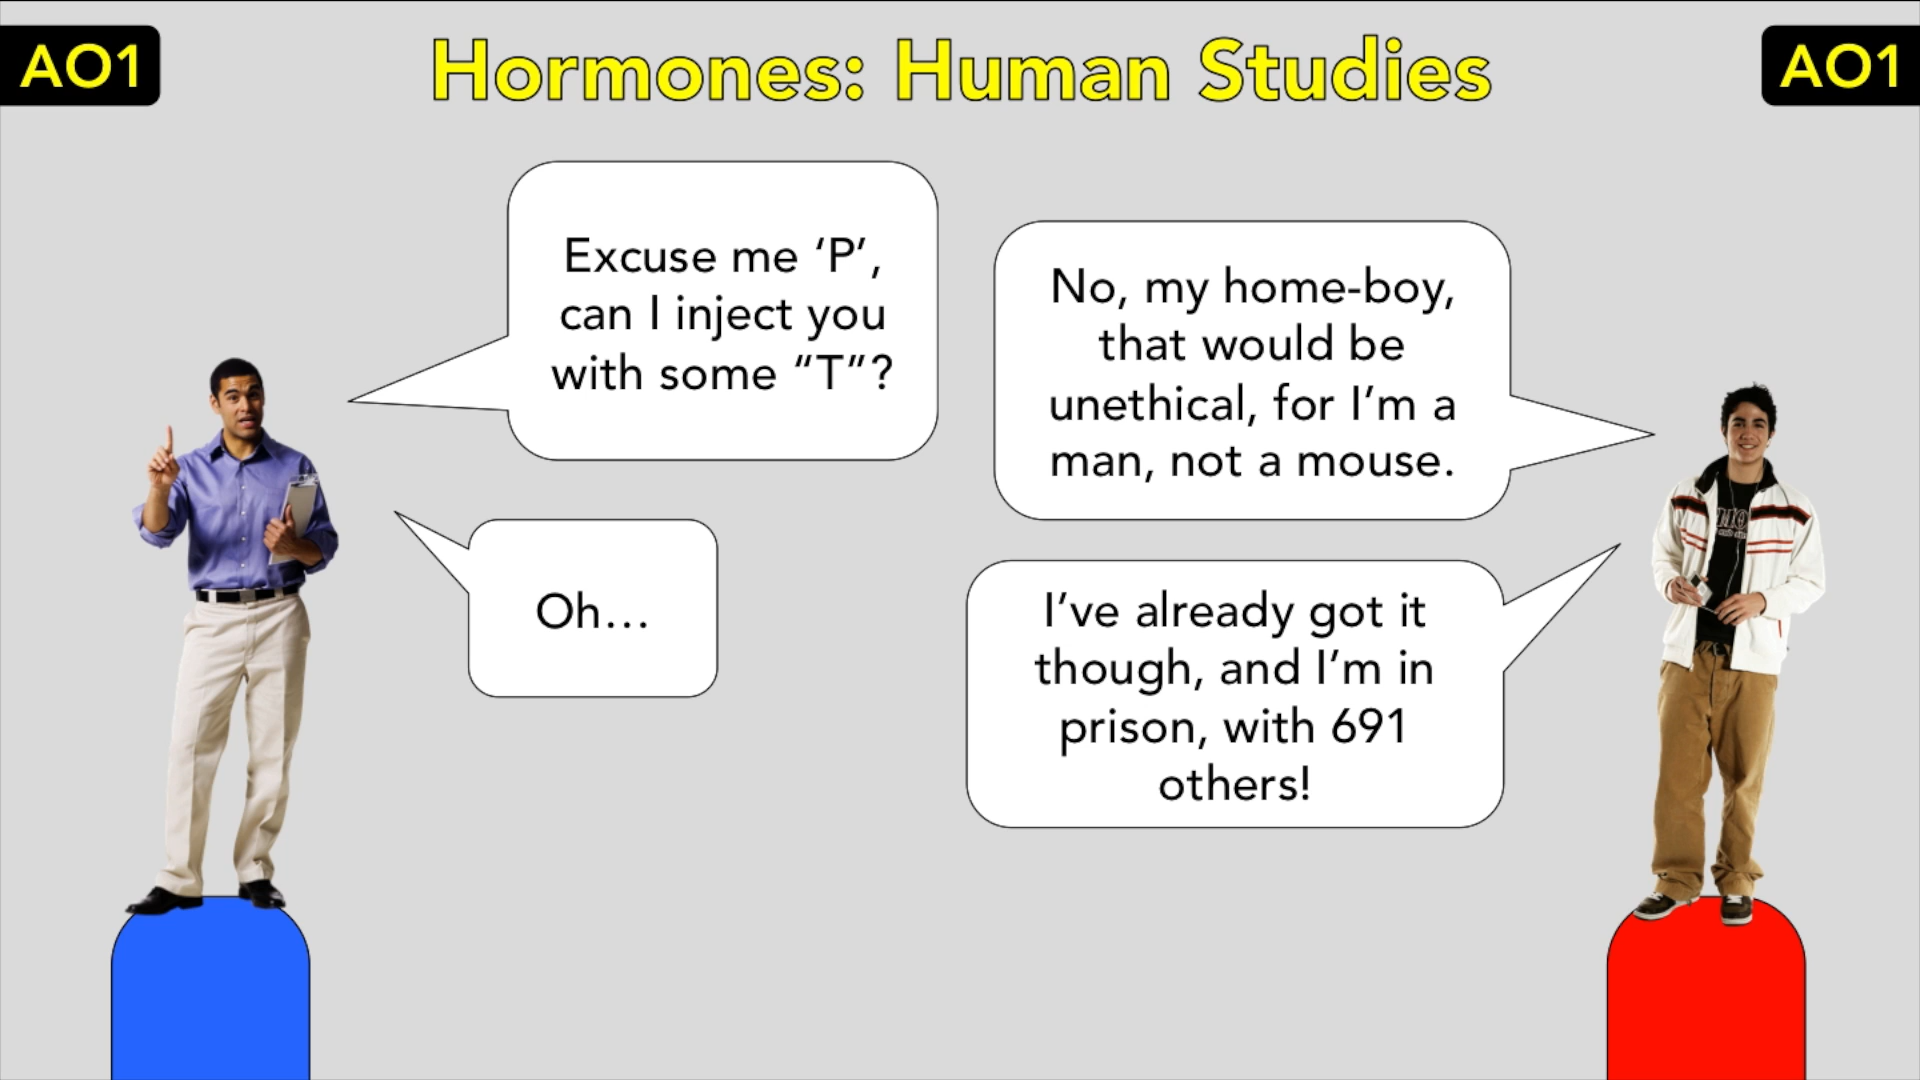 AO1
Hormones: Human Studies
AO1
Excuse me ‘P’,
can I inject you
with some “T”?
No, my home-boy,
that would be
unethical, for I’m a
man, not a mouse.
Oh…
I’ve already got it
though, and I’m in
prison, with 691
others!